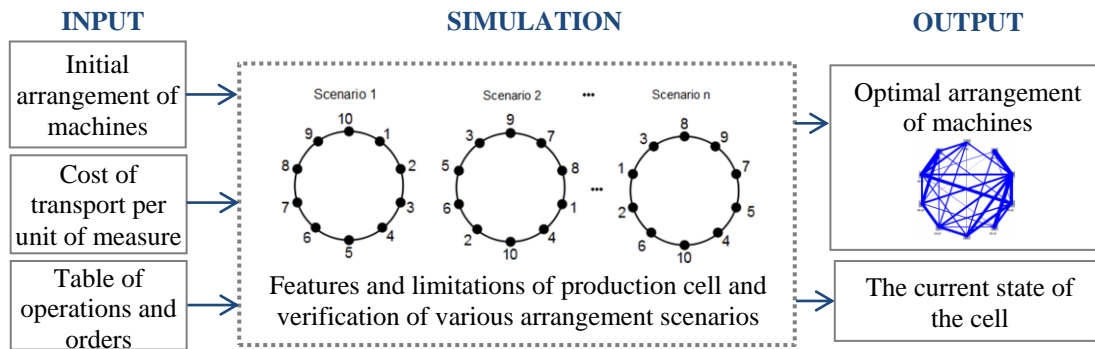 INPUT
SIMULATION
OUTPUT
Initial
arrangement of
machines
Cost of
transport per
unit of measure
Table of
operations and
orders
Scenario 1
Scenario 2
•••
Scenario n
10
9
1
8
2
7
3
6
4
5
9
3
7
5
8
6
1
2
4
10
•••
8
3
9
1
7
2
5
6
4
10
Features and limitations of production cell and
verification of various arrangement scenarios
Optimal arrangement
of machines
The current state of
the cell